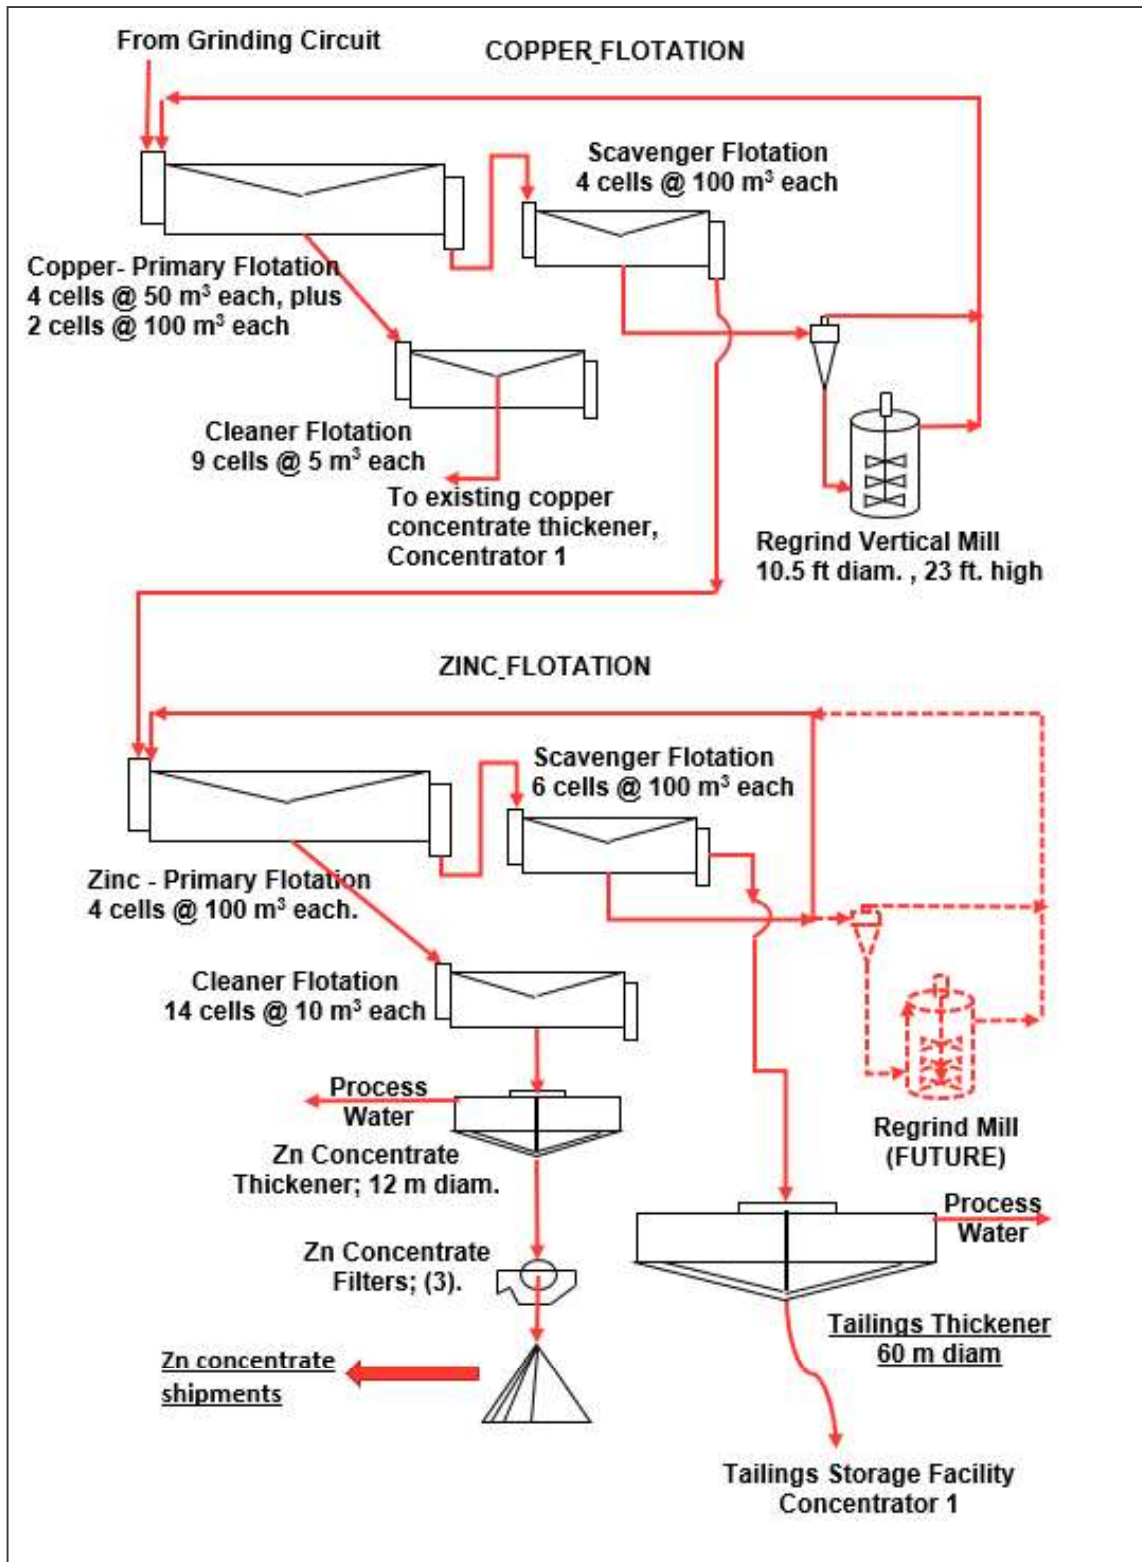 From Grinding Circuit
COPPER_FLOTATION
Scavenger Flotation
4 cells @ 100 m³ each
Copper- Primary Flotation
4 cells @ 50 m³ each, plus
2 cells @ 100 m³ each
Cleaner Flotation
9 cells @ 5 m³ each
To existing copper
concentrate thickener,
Concentrator 1
Regrind Vertical Mill
10.5 ft diam. , 23 ft. high
ZINC_FLOTATION
Scavenger Flotation
6 cells @ 100 m³ each
Zinc - Primary Flotation
4 cells @ 100 m³ each.
Cleaner Flotation
14 cells @ 10 m³ each
Process
Water
Zn Concentrate
Thickener; 12 m diam.
Regrind Mill
(FUTURE)
Process
Water
Zn Concentrate
Filters; (3).
Tailings Thickener
60 m diam
Zn concentrate
shipments
Tailings Storage Facility
Concentrator 1